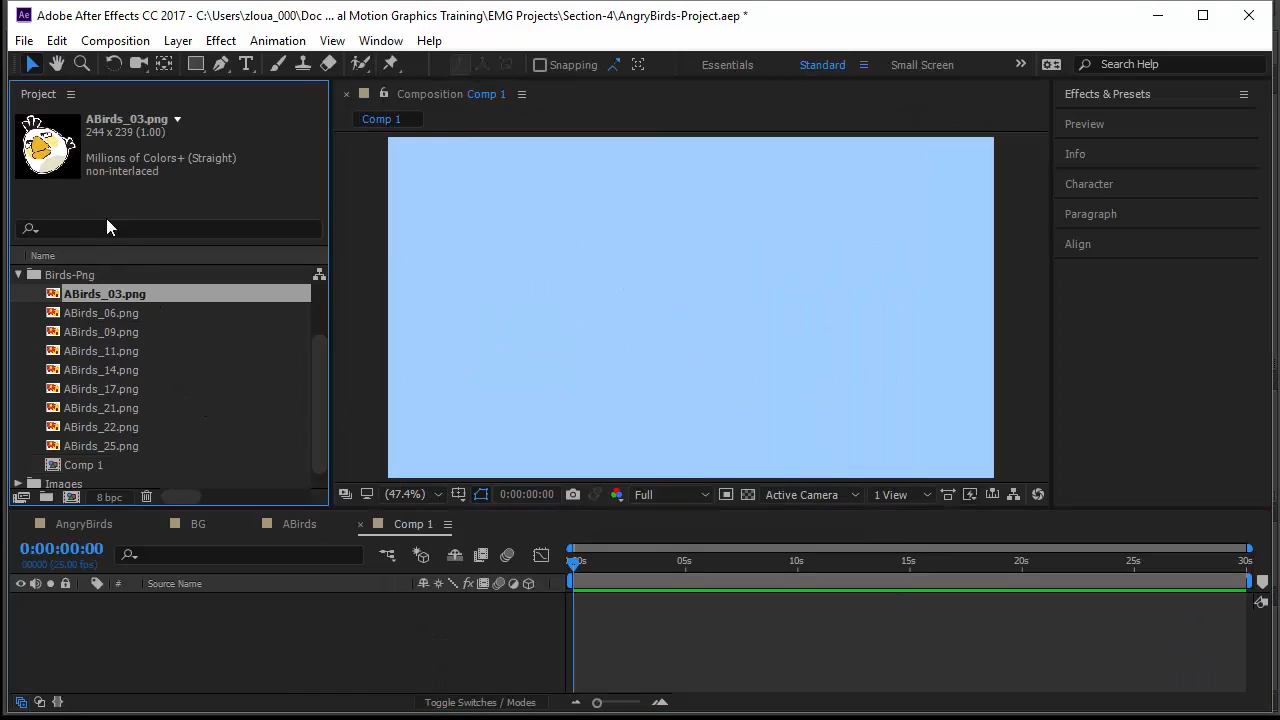 Adobe After Effects CC 2017 - C:\Users\zloua_000\Doc ... al Motion Graphics Training\EMG Projects\Section-4\AngryBirds-Project.aep *
File Edit Composition Layer Effect Animation View Window Help
Snapping Essentials Standard Small Screen Search Help
Project
Composition Comp 1
Effects & Presets
ABirds_03.png
Comp 1
244 x 239 (1.00)
Preview
Millions of Colors+ (Straight)
Info
non-interlaced
Character
Paragraph
Align
Name
Birds-Png
ABirds_03.png
ABirds_06.png
ABirds_09.png
ABirds_11.png
ABirds_14.png
ABirds_17.png
ABirds_21.png
ABirds_22.png
ABirds_25.png
Comp 1
Images
8 bpc
(47.4%) 0:00:00:00 Full Active Camera 1 View
AngryBirds BG ABirds Comp 1
0:00:00:00
00000 (25.00 fps)
05s 10s 15s 20s 25s 30s
# Source Name
Toggle Switches / Modes